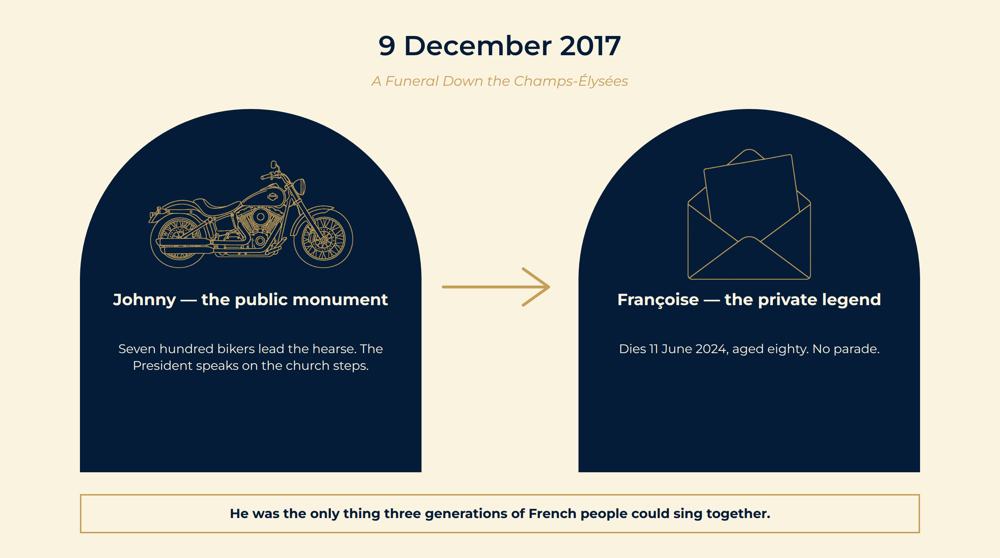 9 December 2017
A Funeral Down the Champs-Élysées
Johnny — the public monument
Seven hundred bikers lead the hearse. The
President speaks on the church steps.
Françoise — the private legend
Dies 11 June 2024, aged eighty. No parade.
He was the only thing three generations of French people could sing together.